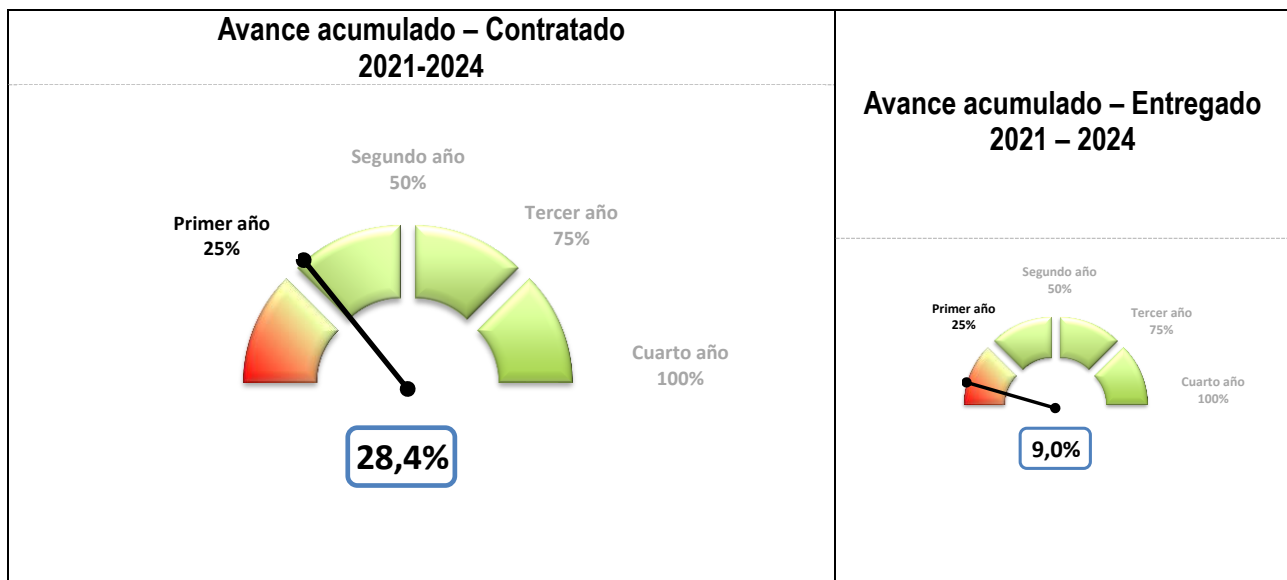 Avance acumulado – Contratado
2021-2024
Segundo año
50%
Primer año
25%
Tercer año
75%
Cuarto año
100%
28,4%
Avance acumulado – Entregado
2021 – 2024
Segundo año
50%
Primer año
25%
Tercer año
75%
Cuarto año
100%
9,0%